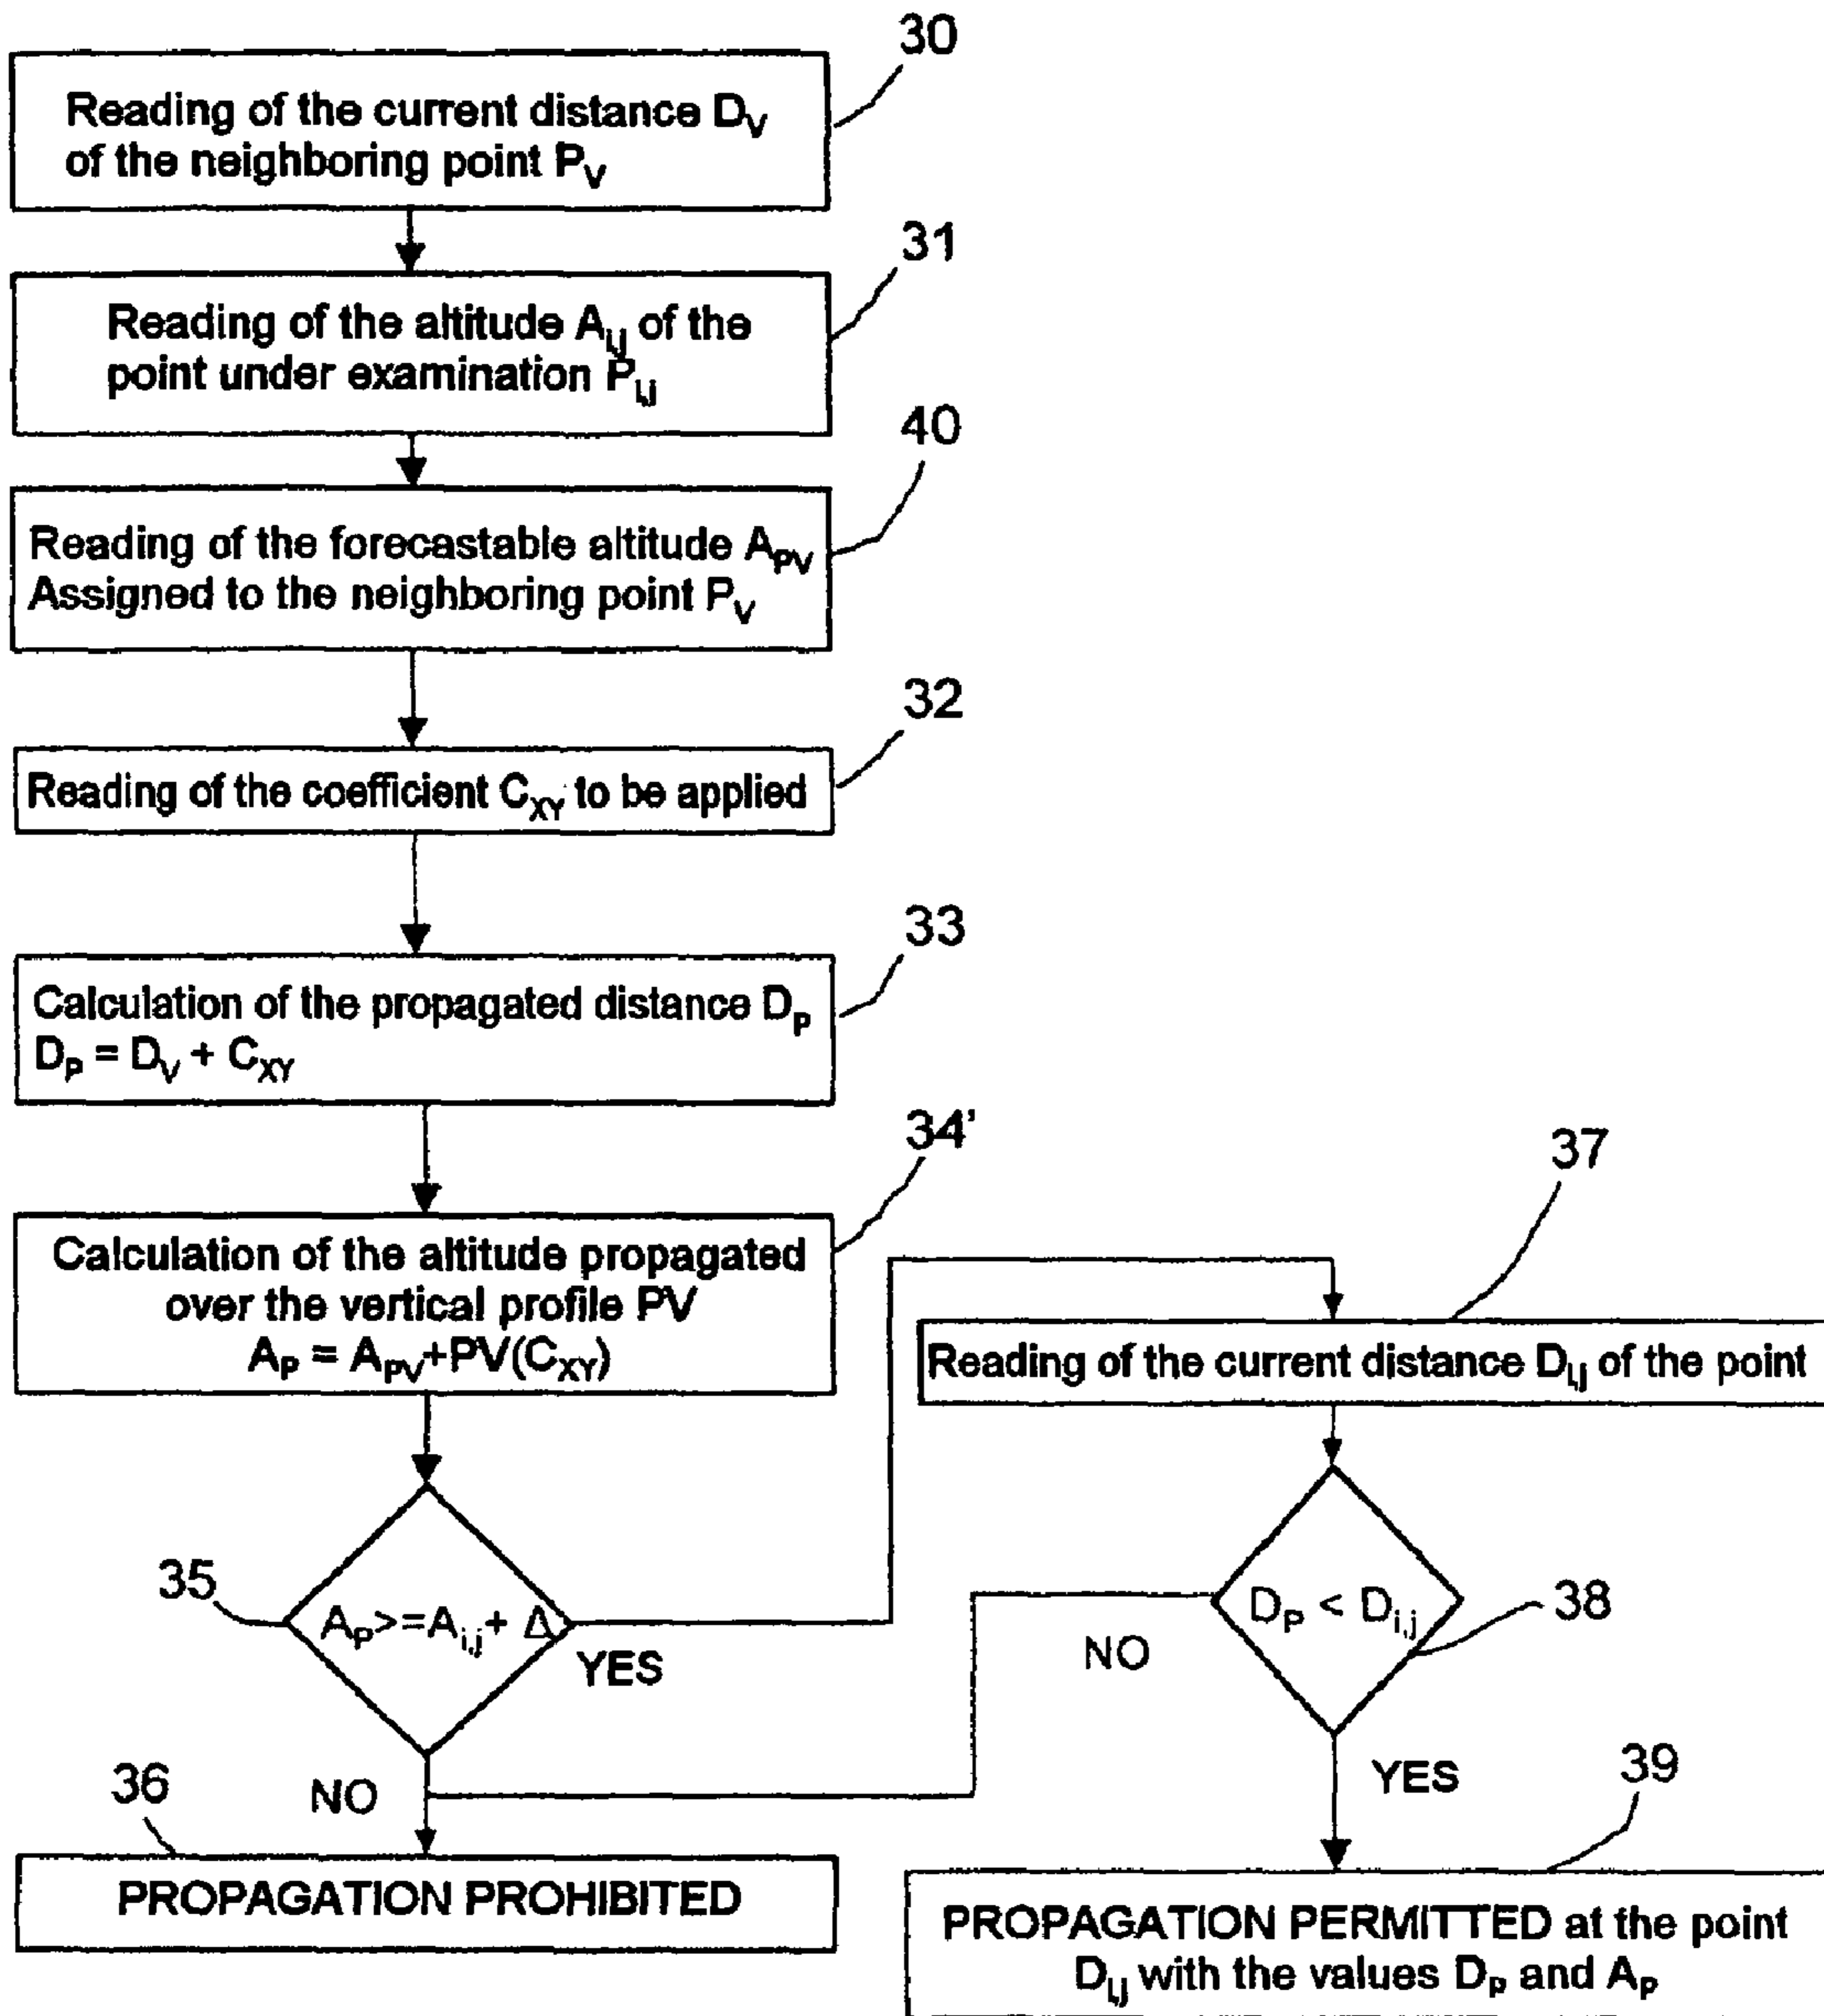 30
Reading of the current distance D_V
of the neighboring point P_V
31
Reading of the altitude A_i,j of the
point under examination P_i,j
40
Reading of the forecastable altitude A_PV
Assigned to the neighboring point P_V
32
Reading of the coefficient C_XY to be applied
33
Calculation of the propagated distance D_P
D_P = D_V + C_XY
34'
Calculation of the altitude propagated
over the vertical profile PV
A_P = A_PV+PV(C_XY)
35
A_P>=A_i,j+ Δ
YES
NO
36
PROPAGATION PROHIBITED
37
Reading of the current distance D_i,j of the point
D_P < D_i,j
38
NO
YES
39
PROPAGATION PERMITTED at the point
D_i,j with the values D_P and A_P